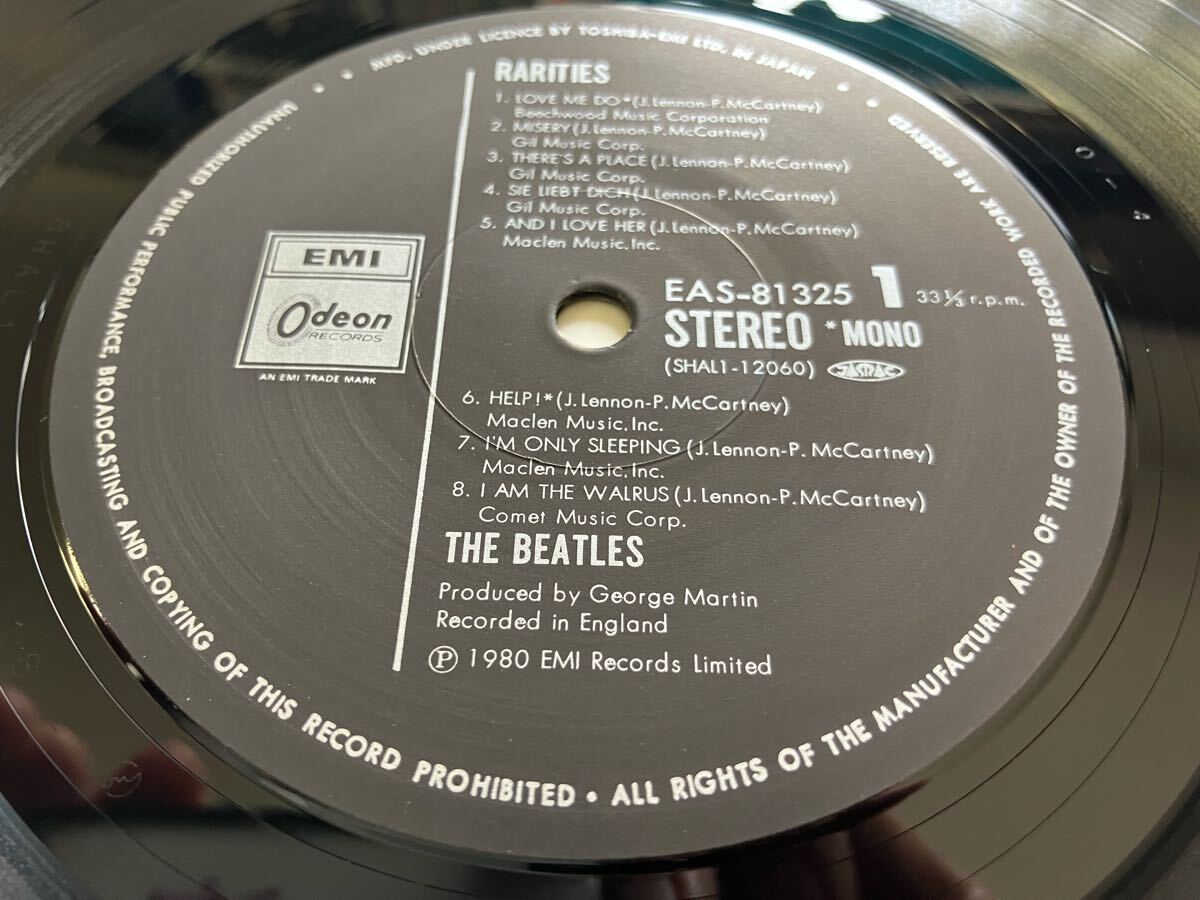 MFD. UNDER LICENCE BY TOSHIBA-EMI LTD. IN JAPAN
UNAUTHORIZED PUBLIC PERFORMANCE, BROADCASTING AND COPYING OF THIS RECORD PROHIBITED • ALL RIGHTS OF THE MANUFACTURER AND OF THE OWNER OF THE RECORDED WORK ARE RESERVED
RARITIES
1. LOVE ME DO*(J.Lennon-P.McCartney)
Beechwood Music Corporation
2. MISERY(J.Lennon-P.McCartney)
Gil Music Corp.
3. THERE'S A PLACE(J.Lennon-P.McCartney)
Gil Music Corp.
4. SIE LIEBT DICH(J.Lennon-P.McCartney)
Gil Music Corp.
5. AND I LOVE HER(J.Lennon-P.McCartney)
Maclen Music,Inc.
EMI
Odeon
RECORDS
AN EMI TRADE MARK
EAS-81325 1 33⅓ r.p.m.
STEREO *MONO
(SHAL1-12060) JASRAC
6. HELP!*(J.Lennon-P.McCartney)
Maclen Music,Inc.
7. I'M ONLY SLEEPING(J.Lennon-P.McCartney)
Maclen Music,Inc.
8. I AM THE WALRUS(J.Lennon-P.McCartney)
Comet Music Corp.
THE BEATLES
Produced by George Martin
Recorded in England
Ⓟ 1980 EMI Records Limited